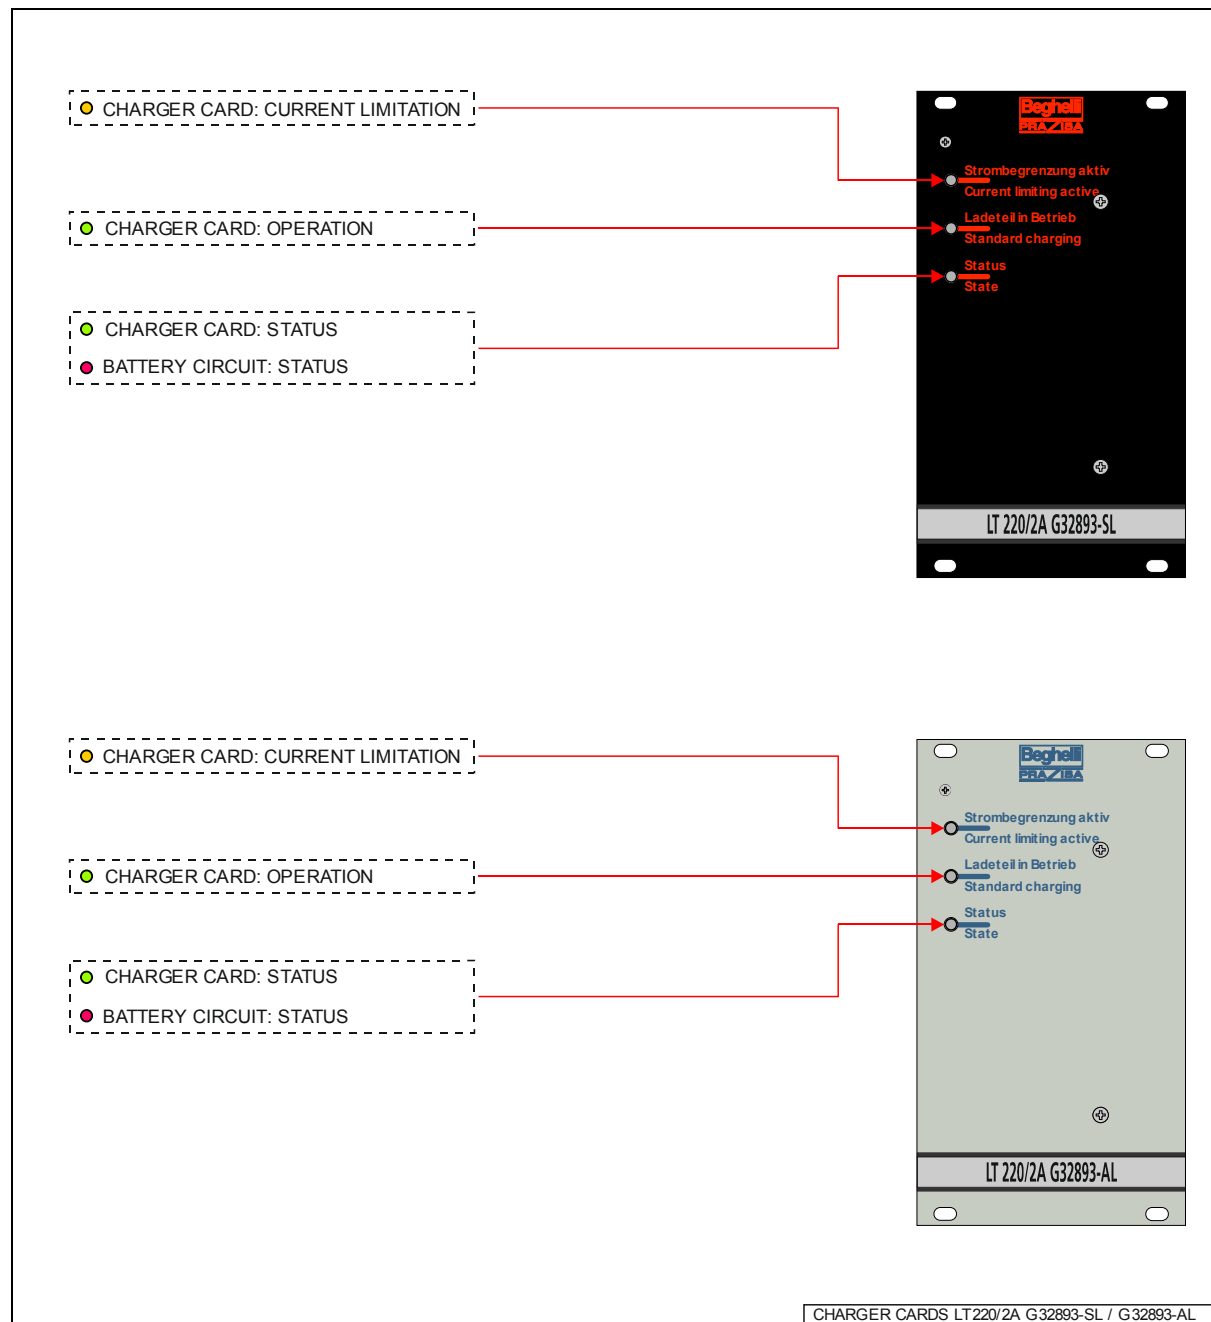 CHARGER CARD: CURRENT LIMITATION
CHARGER CARD: OPERATION
CHARGER CARD: STATUS
BATTERY CIRCUIT: STATUS
Beghelli
PRÄZISA
Strombegrenzung aktiv
Current limiting active
Ladeteil in Betrieb
Standard charging
Status
State
LT 220/2A G32893-SL
CHARGER CARD: CURRENT LIMITATION
CHARGER CARD: OPERATION
CHARGER CARD: STATUS
BATTERY CIRCUIT: STATUS
Beghelli
PRÄZISA
Strombegrenzung aktiv
Current limiting active
Ladeteil in Betrieb
Standard charging
Status
State
LT 220/2A G32893-AL
CHARGER CARDS LT220/2A G32893-SL / G32893-AL